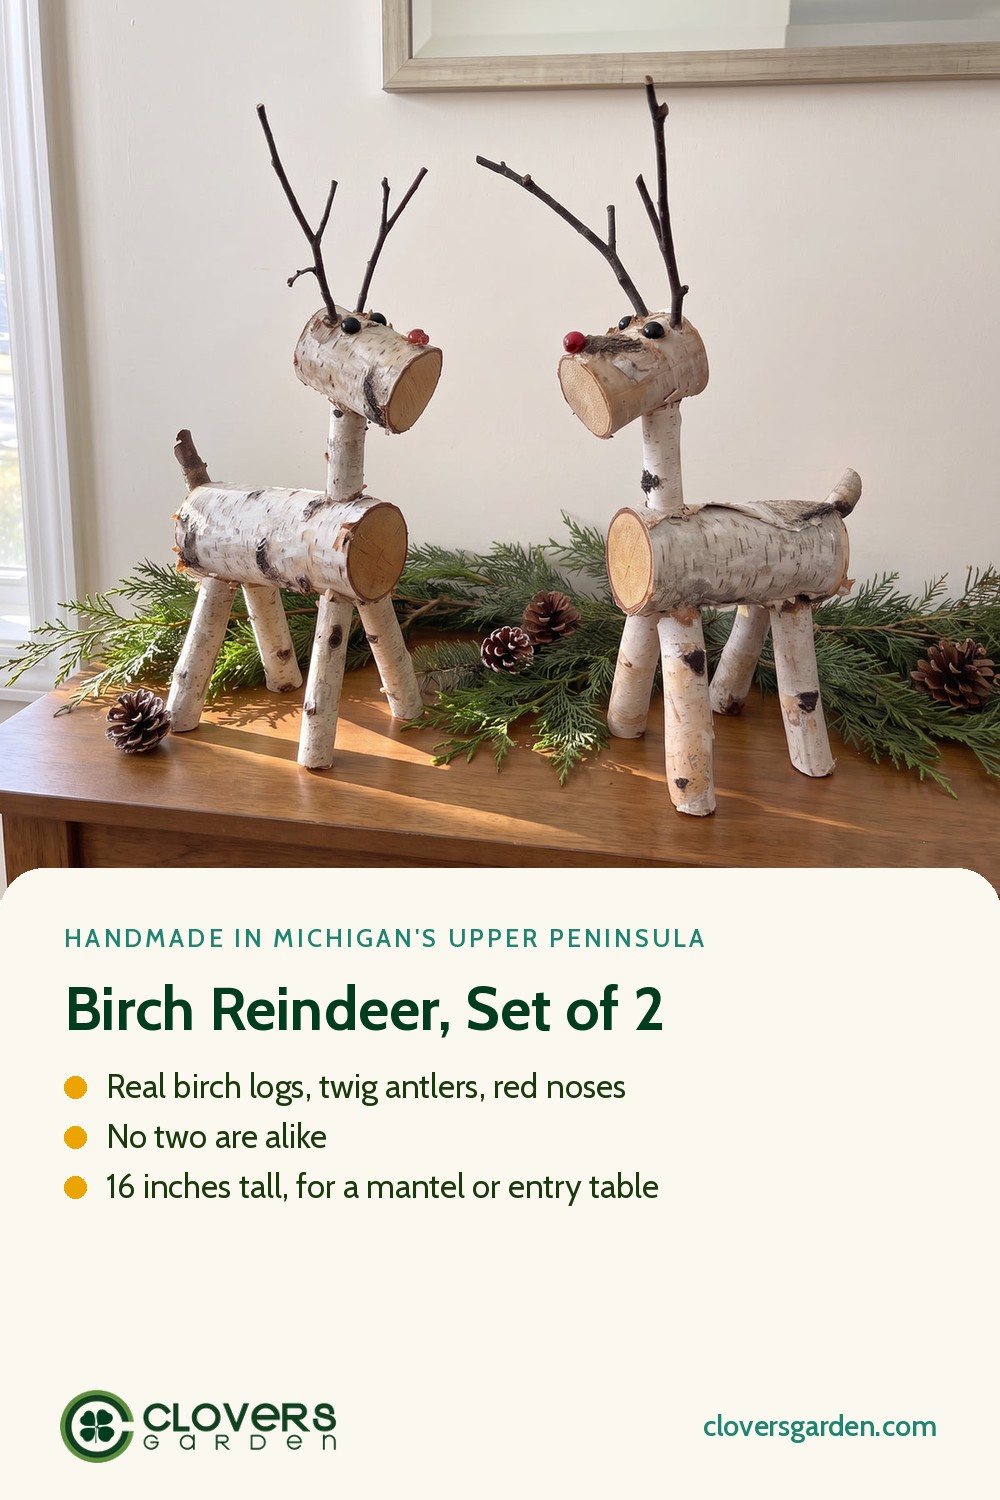 HANDMADE IN MICHIGAN'S UPPER PENINSULA
Birch Reindeer, Set of 2
Real birch logs, twig antlers, red noses
No two are alike
16 inches tall, for a mantel or entry table
CLOVERS
GARDEN
cloversgarden.com